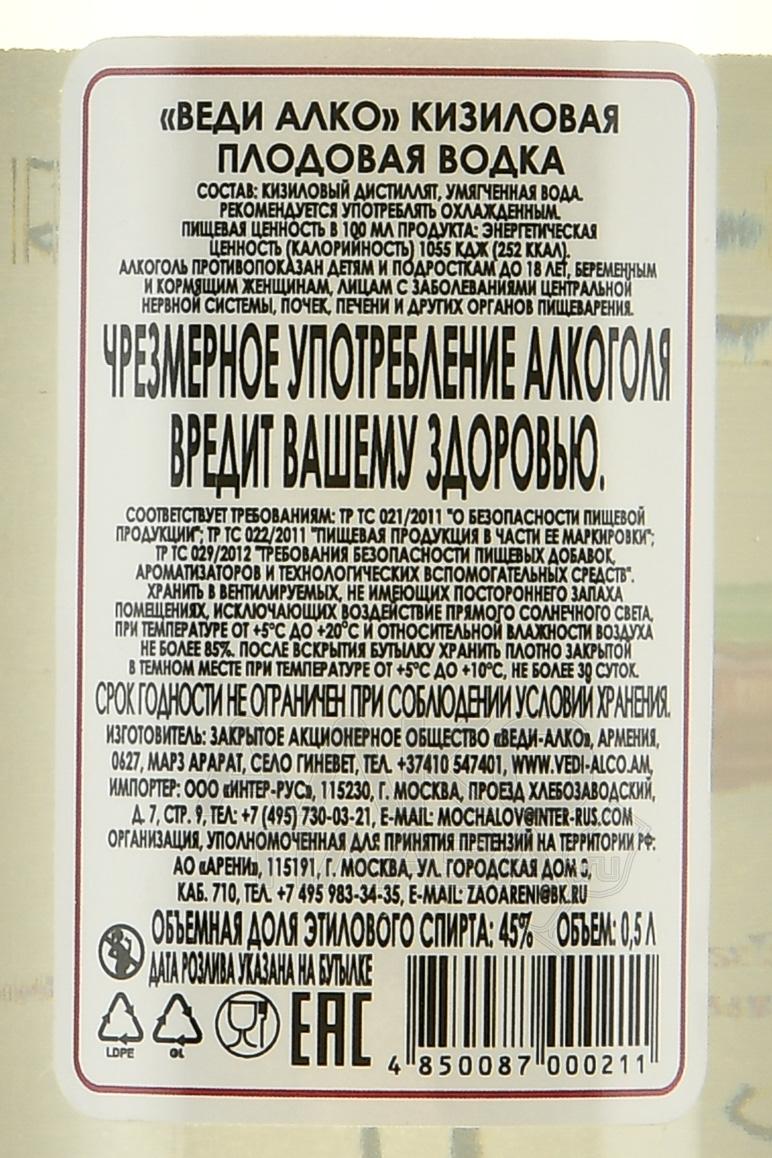 «ВЕДИ АЛКО» КИЗИЛОВАЯ
ПЛОДОВАЯ ВОДКА
СОСТАВ: КИЗИЛОВЫЙ ДИСТИЛЛЯТ, УМЯГЧЕННАЯ ВОДА.
РЕКОМЕНДУЕТСЯ УПОТРЕБЛЯТЬ ОХЛАЖДЕННЫМ.
ПИЩЕВАЯ ЦЕННОСТЬ В 100 МЛ ПРОДУКТА: ЭНЕРГЕТИЧЕСКАЯ
ЦЕННОСТЬ (КАЛОРИЙНОСТЬ) 1055 КДЖ (252 ККАЛ).
АЛКОГОЛЬ ПРОТИВОПОКАЗАН ДЕТЯМ И ПОДРОСТКАМ ДО 18 ЛЕТ, БЕРЕМЕННЫМ
И КОРМЯЩИМ ЖЕНЩИНАМ, ЛИЦАМ С ЗАБОЛЕВАНИЯМИ ЦЕНТРАЛЬНОЙ
НЕРВНОЙ СИСТЕМЫ, ПОЧЕК, ПЕЧЕНИ И ДРУГИХ ОРГАНОВ ПИЩЕВАРЕНИЯ.
ЧРЕЗМЕРНОЕ УПОТРЕБЛЕНИЕ АЛКОГОЛЯ
ВРЕДИТ ВАШЕМУ ЗДОРОВЬЮ.
СООТВЕТСТВУЕТ ТРЕБОВАНИЯМ: ТР ТС 021/2011 "О БЕЗОПАСНОСТИ ПИЩЕВОЙ
ПРОДУКЦИИ"; ТР ТС 022/2011 "ПИЩЕВАЯ ПРОДУКЦИЯ В ЧАСТИ ЕЕ МАРКИРОВКИ";
ТР ТС 029/2012 "ТРЕБОВАНИЯ БЕЗОПАСНОСТИ ПИЩЕВЫХ ДОБАВОК,
АРОМАТИЗАТОРОВ И ТЕХНОЛОГИЧЕСКИХ ВСПОМОГАТЕЛЬНЫХ СРЕДСТВ".
ХРАНИТЬ В ВЕНТИЛИРУЕМЫХ, НЕ ИМЕЮЩИХ ПОСТОРОННЕГО ЗАПАХА
ПОМЕЩЕНИЯХ, ИСКЛЮЧАЮЩИХ ВОЗДЕЙСТВИЕ ПРЯМОГО СОЛНЕЧНОГО СВЕТА,
ПРИ ТЕМПЕРАТУРЕ ОТ +5°С ДО +20°С И ОТНОСИТЕЛЬНОЙ ВЛАЖНОСТИ ВОЗДУХА
НЕ БОЛЕЕ 85%. ПОСЛЕ ВСКРЫТИЯ БУТЫЛКУ ХРАНИТЬ ПЛОТНО ЗАКРЫТОЙ
В ТЕМНОМ МЕСТЕ ПРИ ТЕМПЕРАТУРЕ ОТ +5°С ДО +10°С, НЕ БОЛЕЕ 30 СУТОК.
СРОК ГОДНОСТИ НЕ ОГРАНИЧЕН ПРИ СОБЛЮДЕНИИ УСЛОВИЙ ХРАНЕНИЯ.
ИЗГОТОВИТЕЛЬ: ЗАКРЫТОЕ АКЦИОНЕРНОЕ ОБЩЕСТВО «ВЕДИ-АЛКО», АРМЕНИЯ,
0627, МАРЗ АРАРАТ, СЕЛО ГИНЕВЕТ, ТЕЛ. +37410 547401, WWW.VEDI-ALCO.AM,
ИМПОРТЕР: ООО «ИНТЕР-РУС», 115230, Г. МОСКВА, ПРОЕЗД ХЛЕБОЗАВОДСКИЙ,
Д. 7, СТР. 9, ТЕЛ: +7 (495) 730-03-21, E-MAIL: MOCHALOV@INTER-RUS.COM
ОРГАНИЗАЦИЯ, УПОЛНОМОЧЕННАЯ ДЛЯ ПРИНЯТИЯ ПРЕТЕНЗИЙ НА ТЕРРИТОРИИ РФ:
АО «АРЕНИ», 115191, Г. МОСКВА, УЛ. ГОРОДСКАЯ ДОМ
КАБ. 710, ТЕЛ. +7 495 983-34-35, E-MAIL: ZAOARENI@BK.RU
ОБЪЕМНАЯ ДОЛЯ ЭТИЛОВОГО СПИРТА: 45% ОБЪЕМ: 0,5 Л
ДАТА РОЗЛИВА УКАЗАНА НА БУТЫЛКЕ
LDPE GL EAC
4 850087 000211